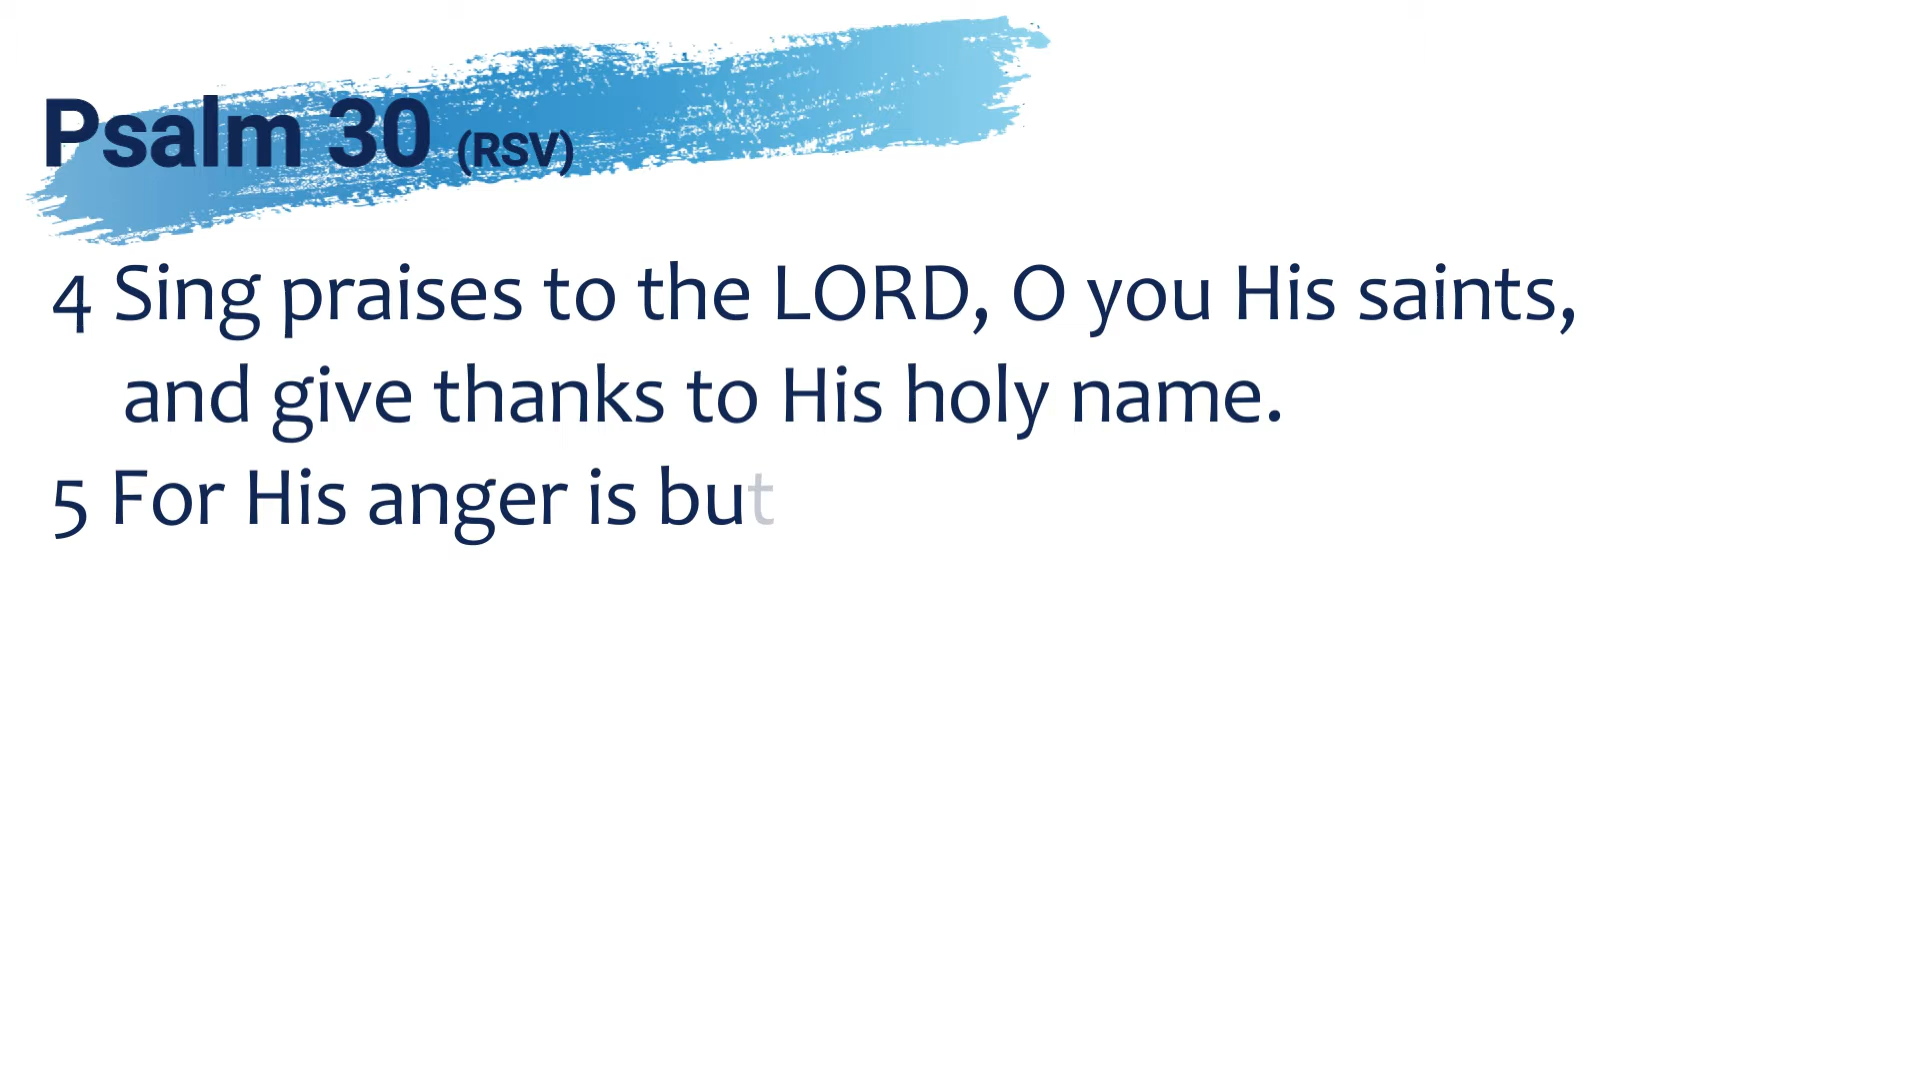 Psalm 30 (RSV)
4 Sing praises to the LORD, O you His saints,
and give thanks to His holy name.
5 For His anger is but